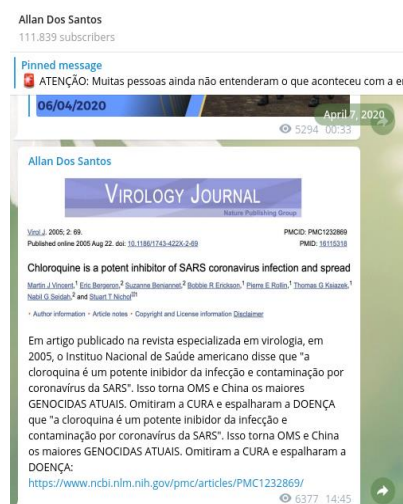 Allan Dos Santos
111.839 subscribers
Pinned message
🚨 ATENÇÃO: Muitas pessoas ainda não entenderam o que aconteceu com a e
06/04/2020
April 7, 2020
5294 00:33
Allan Dos Santos
VIROLOGY JOURNAL
Nature Publishing Group
Virol J. 2005; 2: 69.
PMCID: PMC1232869
Published online 2005 Aug 22. doi: 10.1186/1743-422X-2-69
PMID: 16115318
Chloroquine is a potent inhibitor of SARS coronavirus infection and spread
Martin J Vincent,1 Eric Bergeron,2 Suzanne Benjannet,2 Bobbie R Erickson,1 Pierre E Rollin,1 Thomas G Ksiazek,1
Nabil G Seidah,2 and Stuart T Nichol
• Author information • Article notes • Copyright and License information Disclaimer
Em artigo publicado na revista especializada em virologia, em
2005, o Instituo Nacional de Saúde americano disse que "a
cloroquina é um potente inibidor da infecção e contaminação por
coronavírus da SARS". Isso torna OMS e China os maiores
GENOCIDAS ATUAIS. Omitiram a CURA e espalharam a DOENÇA
que "a cloroquina é um potente inibidor da infecção e
contaminação por coronavírus da SARS". Isso torna OMS e China
os maiores GENOCIDAS ATUAIS. Omitiram a CURA e espalharam a
DOENÇA:
https://www.ncbi.nlm.nih.gov/pmc/articles/PMC1232869/
6377 14:45